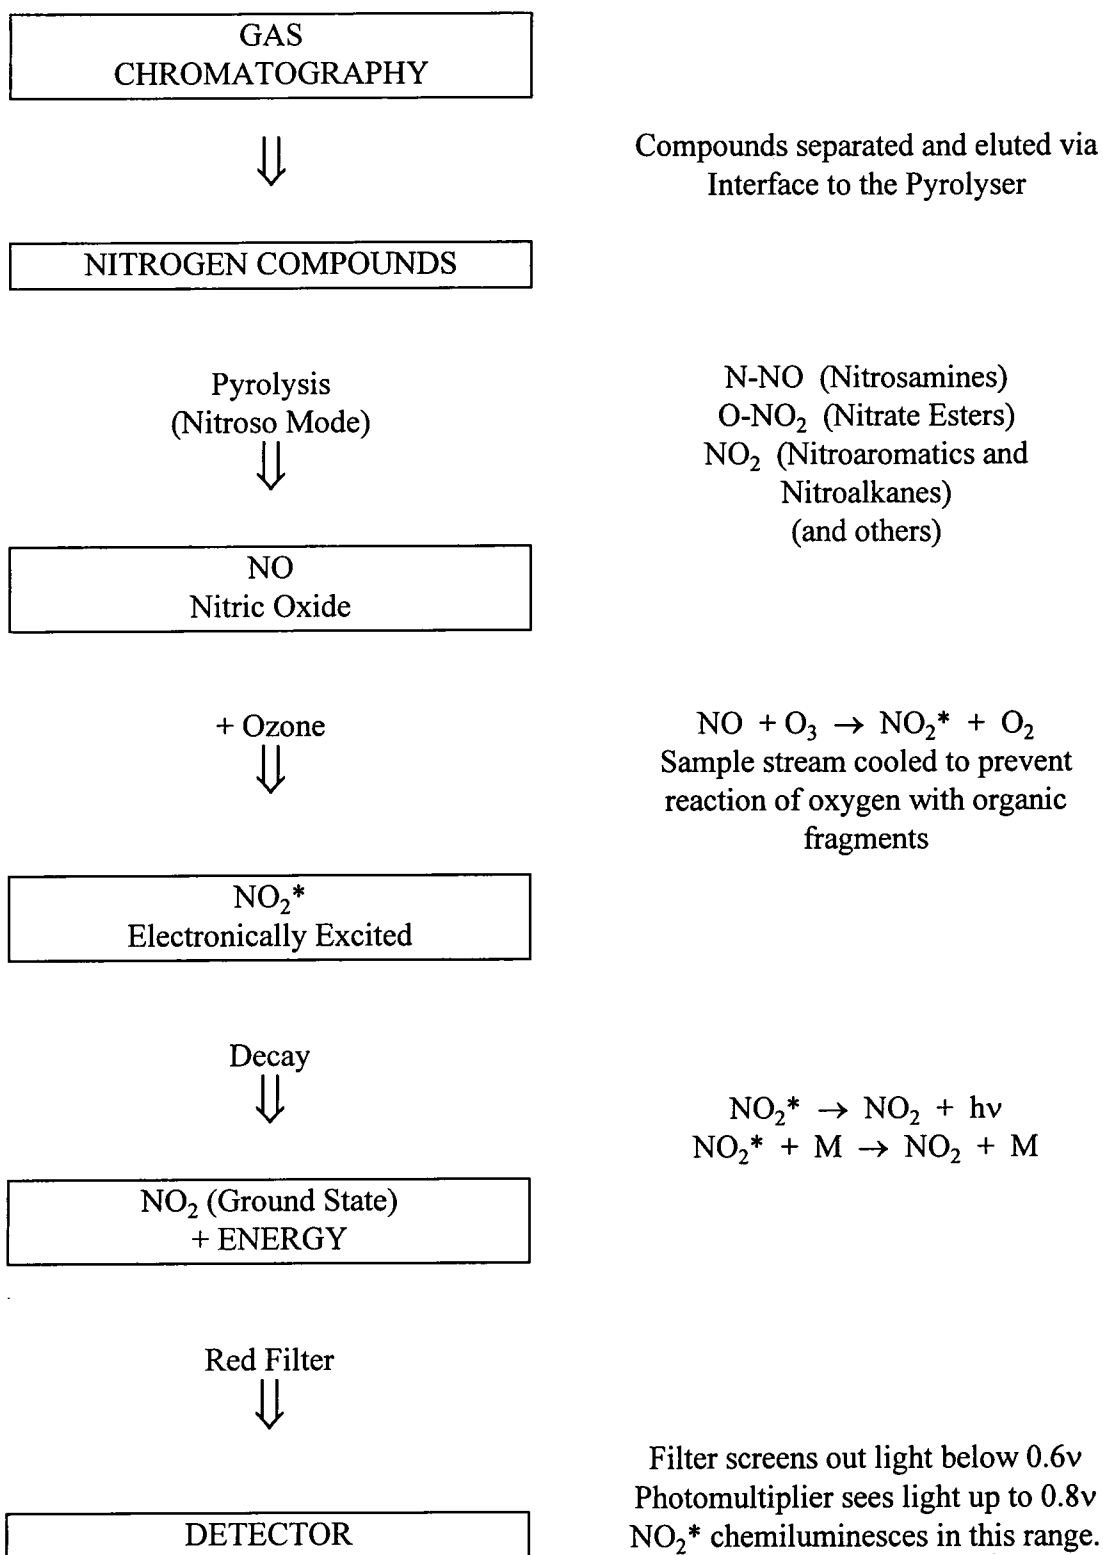 GAS
CHROMATOGRAPHY
Compounds separated and eluted via
Interface to the Pyrolyser
NITROGEN COMPOUNDS
Pyrolysis
(Nitroso Mode)
N-NO (Nitrosamines)
O-NO₂ (Nitrate Esters)
NO₂ (Nitroaromatics and
Nitroalkanes)
(and others)
NO
Nitric Oxide
+ Ozone
NO + O₃ → NO₂* + O₂
Sample stream cooled to prevent
reaction of oxygen with organic
fragments
NO₂*
Electronically Excited
Decay
NO₂* → NO₂ + hν
NO₂* + M → NO₂ + M
NO₂ (Ground State)
+ ENERGY
Red Filter
Filter screens out light below 0.6ν
Photomultiplier sees light up to 0.8ν
NO₂* chemiluminesces in this range.
DETECTOR